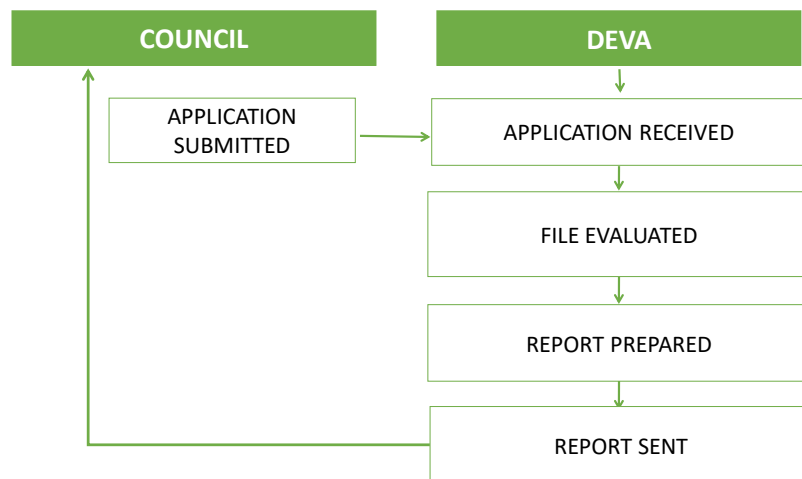 COUNCIL
DEVA
APPLICATION
SUBMITTED
APPLICATION RECEIVED
FILE EVALUATED
REPORT PREPARED
REPORT SENT